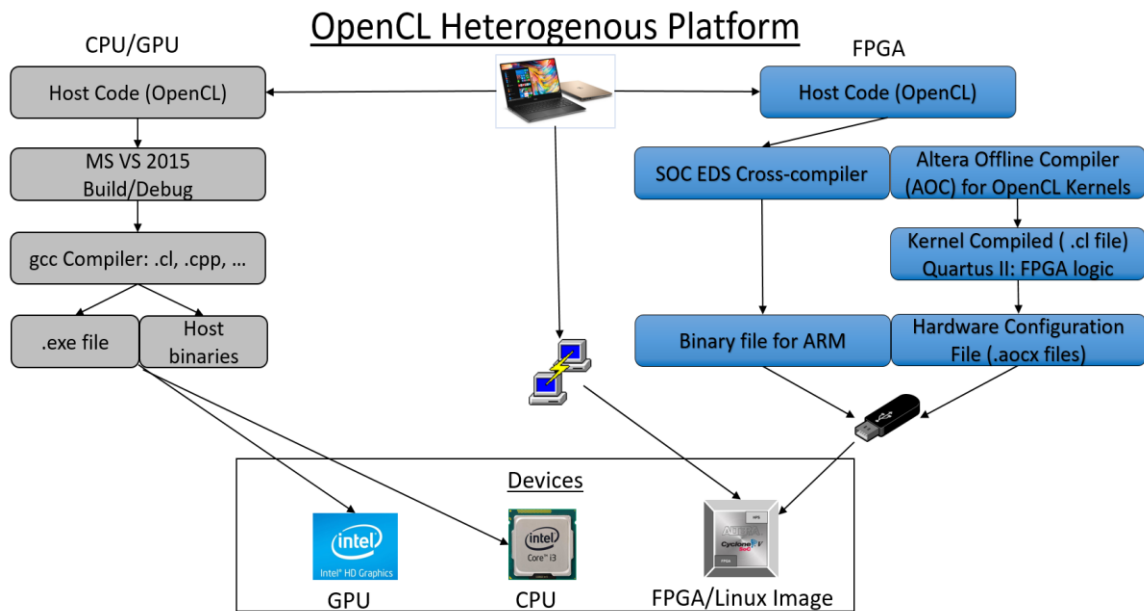 OpenCL Heterogenous Platform
CPU/GPU
Host Code (OpenCL)
MS VS 2015
Build/Debug
gcc Compiler: .cl, .cpp, ...
.exe file
Host
binaries
FPGA
Host Code (OpenCL)
SOC EDS Cross-compiler
Altera Offline Compiler
(AOC) for OpenCL Kernels
Kernel Compiled ( .cl file)
Quartus II: FPGA logic
Binary file for ARM
Hardware Configuration
File (.aocx files)
Devices
intel
Intel® HD Graphics
GPU
intel
Core™ i3
CPU
Cyclone V
SoC
FPGA/Linux Image